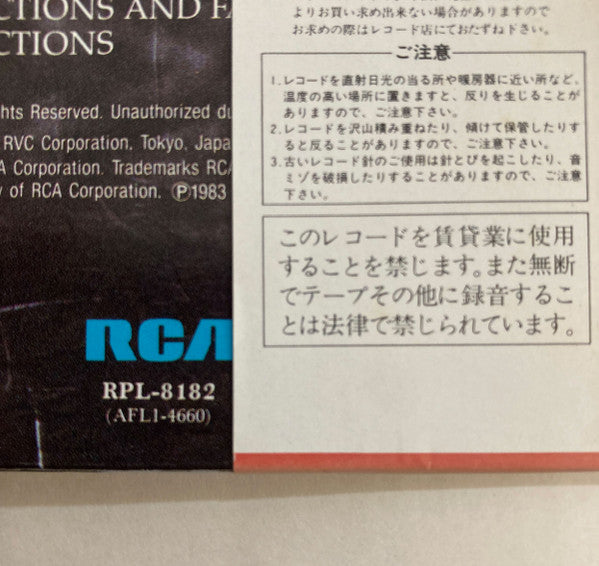 CTIONS AND
CTIONS
Rights Reserved. Unauthorized
RVC Corporation, Tokyo,
Corporation. Trademarks RCA
of RCA Corporation. Ⓟ1983
RCA
RPL-8182
(AFL1-4660)
よりお買い求め出来ない場合がありますので
お求めの際はレコード店にておたずね下さい。
ご注意
1.レコードを直射日光の当る所や暖房器に近い所など、
温度の高い場所に置きますと、反りを生じることが
ありますので、ご注意下さい。
2.レコードを沢山積み重ねたり、傾けて保管したりす
ると反ることがありますので、ご注意下さい。
3.古いレコード針のご使用は針とびを起こしたり、音
ミゾを破損したりすることがありますので、ご注意
下さい。
このレコードを賃貸業に使用
することを禁じます。また無断
でテープその他に録音するこ
とは法律で禁じられています。